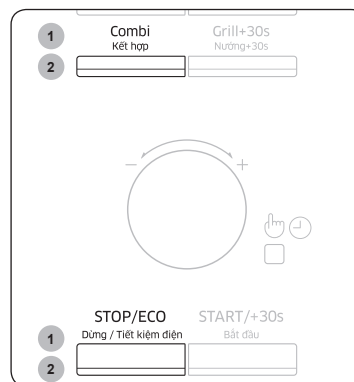 1 Combi Grill+30s
Kết hợp Nướng+30s
2
− +
STOP/ECO START/+30s
1 Dừng / Tiết kiệm điện Bắt đầu
2